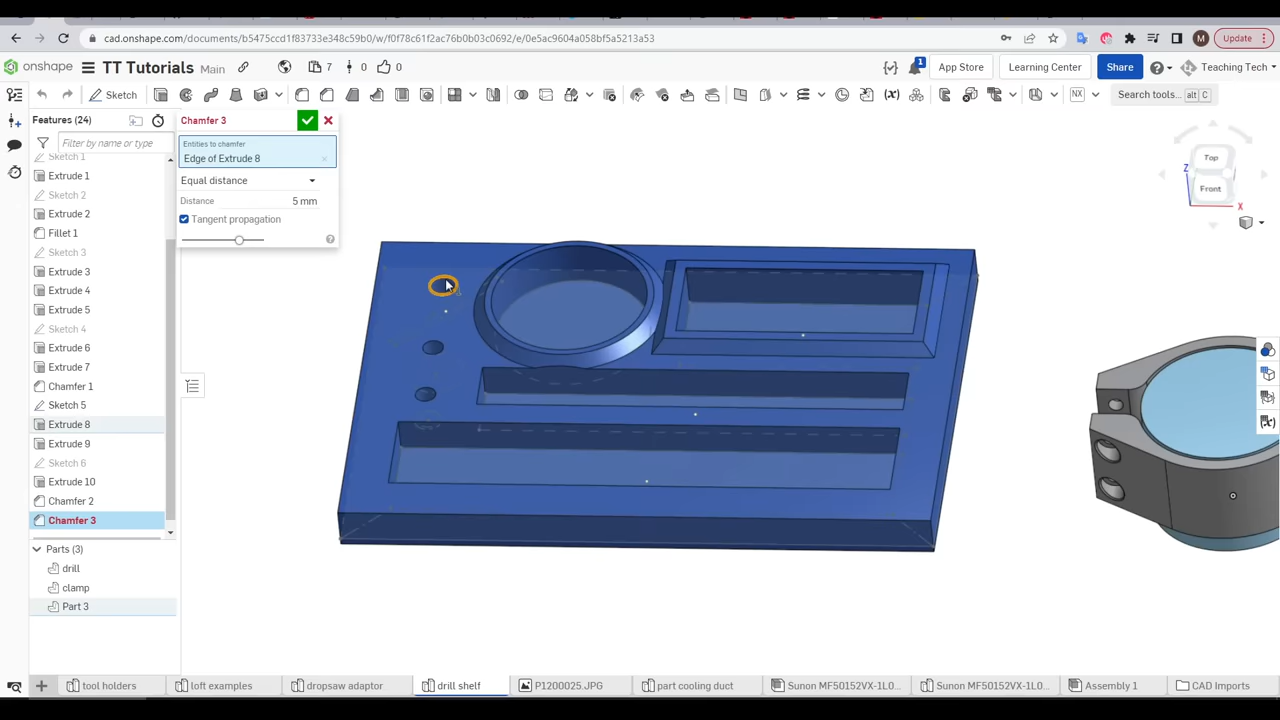 cad.onshape.com/documents/b5475ccd1f83733e348c59b0/w/f0f78c61f2ac76b0b03c0692/e/0e5ac9604a058bf5a5213a53
M
Update
onshape
TT Tutorials Main
7
0
0
1
App Store
Learning Center
Share
Teaching Tech
Sketch
NX
Search tools...
alt C
Features (24)
Filter by name or type
Sketch 1
Extrude 1
Sketch 2
Extrude 2
Fillet 1
Sketch 3
Extrude 3
Extrude 4
Extrude 5
Sketch 4
Extrude 6
Extrude 7
Chamfer 1
Sketch 5
Extrude 8
Extrude 9
Sketch 6
Extrude 10
Chamfer 2
Chamfer 3
Parts (3)
drill
clamp
Part 3
Chamfer 3
Entities to chamfer
Edge of Extrude 8
Equal distance
Distance 5 mm
Tangent propagation
Top
Front
Z
X
tool holders
loft examples
dropsaw adaptor
drill shelf
P1200025.JPG
part cooling duct
Sunon MF50152VX-1L0...
Sunon MF50152VX-1L0...
Assembly 1
CAD Imports